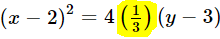 (x − 2)² = 4 (1/3) (y − 3)